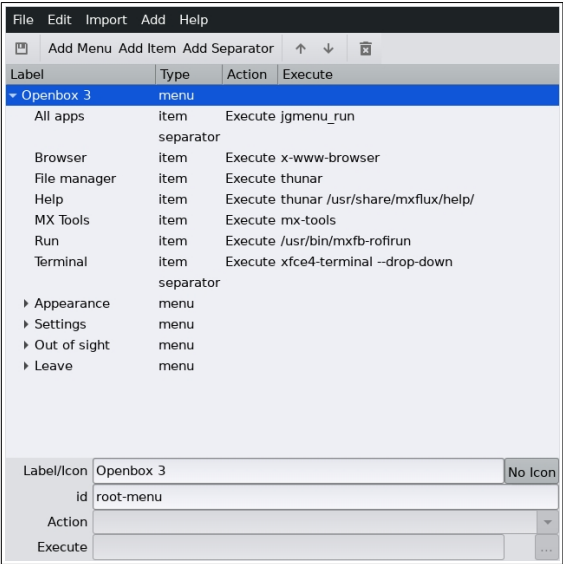 File Edit Import Add Help
Add Menu Add Item Add Separator
Label Type Action Execute
Openbox 3 menu
All apps item Execute jgmenu_run
separator
Browser item Execute x-www-browser
File manager item Execute thunar
Help item Execute thunar /usr/share/mxflux/help/
MX Tools item Execute mx-tools
Run item Execute /usr/bin/mxfb-rofirun
Terminal item Execute xfce4-terminal --drop-down
separator
Appearance menu
Settings menu
Out of sight menu
Leave menu
Label/Icon Openbox 3 No Icon
id root-menu
Action
Execute ...